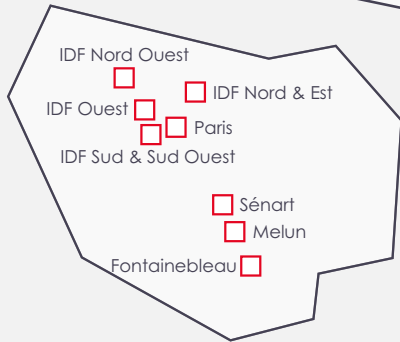 IDF Nord Ouest
IDF Nord & Est
IDF Ouest
Paris
IDF Sud & Sud Ouest
Sénart
Melun
Fontainebleau